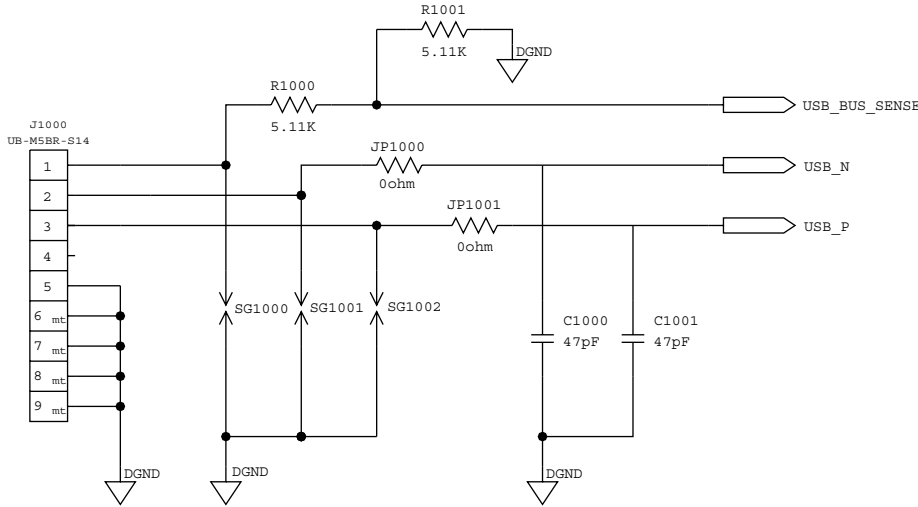 R1001
5.11K
DGND
R1000
5.11K
USB_BUS_SENSE
J1000
UB-M5BR-S14
JP1000
0ohm
USB_N
JP1001
0ohm
USB_P
1
2
3
4
5
6 mt
7 mt
8 mt
9 mt
SG1000
SG1001
SG1002
C1000
47pF
C1001
47pF
DGND
DGND
DGND